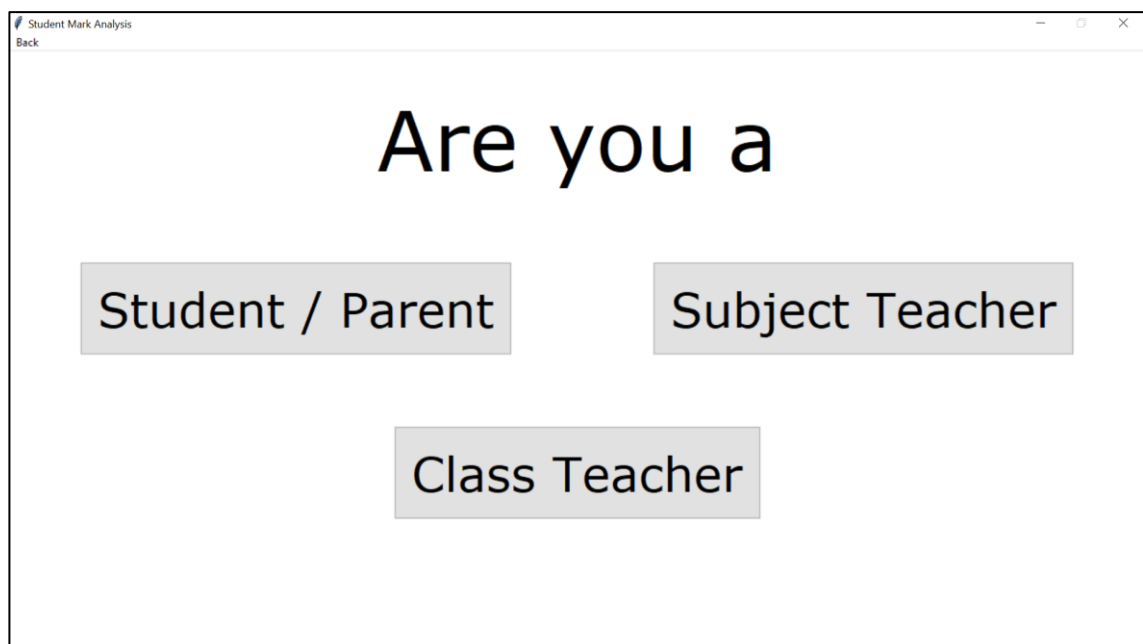 Student Mark Analysis
Back
Are you a
Student / Parent
Subject Teacher
Class Teacher